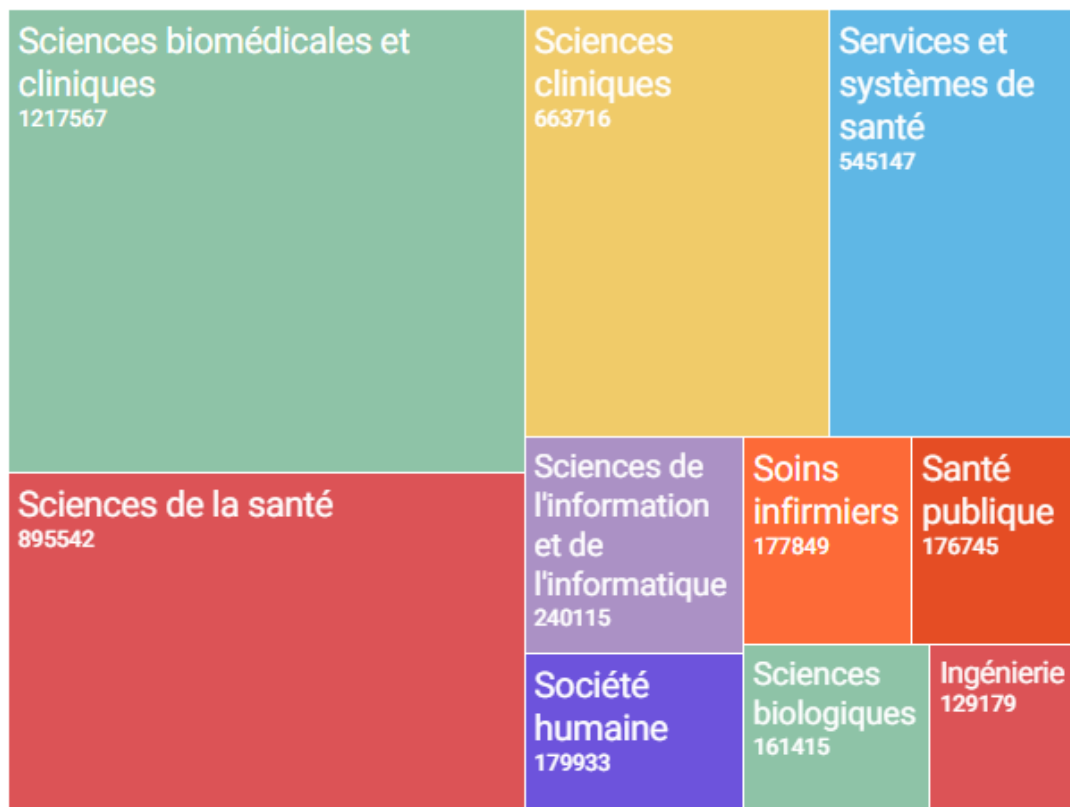 Sciences biomédicales et
cliniques
1217567
Sciences
cliniques
663716
Services et
systèmes de
santé
545147
Sciences de la santé
895542
Sciences de
l'information
et de
l'informatique
240115
Soins
infirmiers
177849
Santé
publique
176745
Société
humaine
179933
Sciences
biologiques
161415
Ingénierie
129179